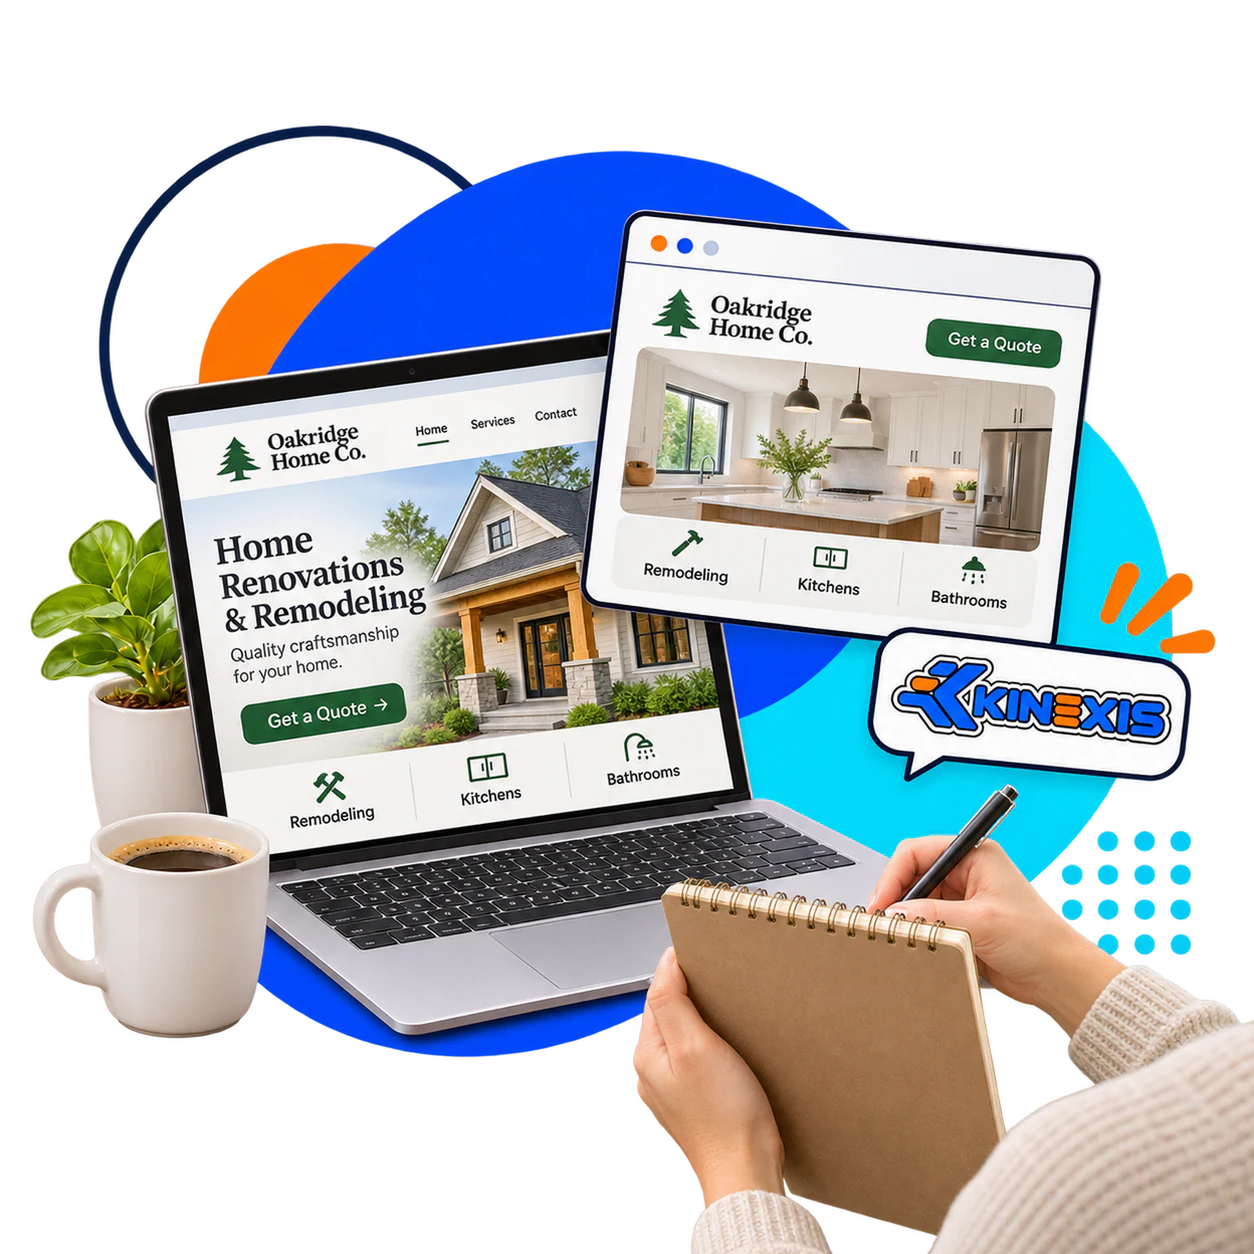 Oakridge
Home Co.
Home
Services
Contact
Home
Renovations
& Remodeling
Quality craftsmanship
for your home.
Get a Quote →
Remodeling
Kitchens
Bathrooms
Oakridge
Home Co.
Get a Quote
Remodeling
Kitchens
Bathrooms
KINEXIS